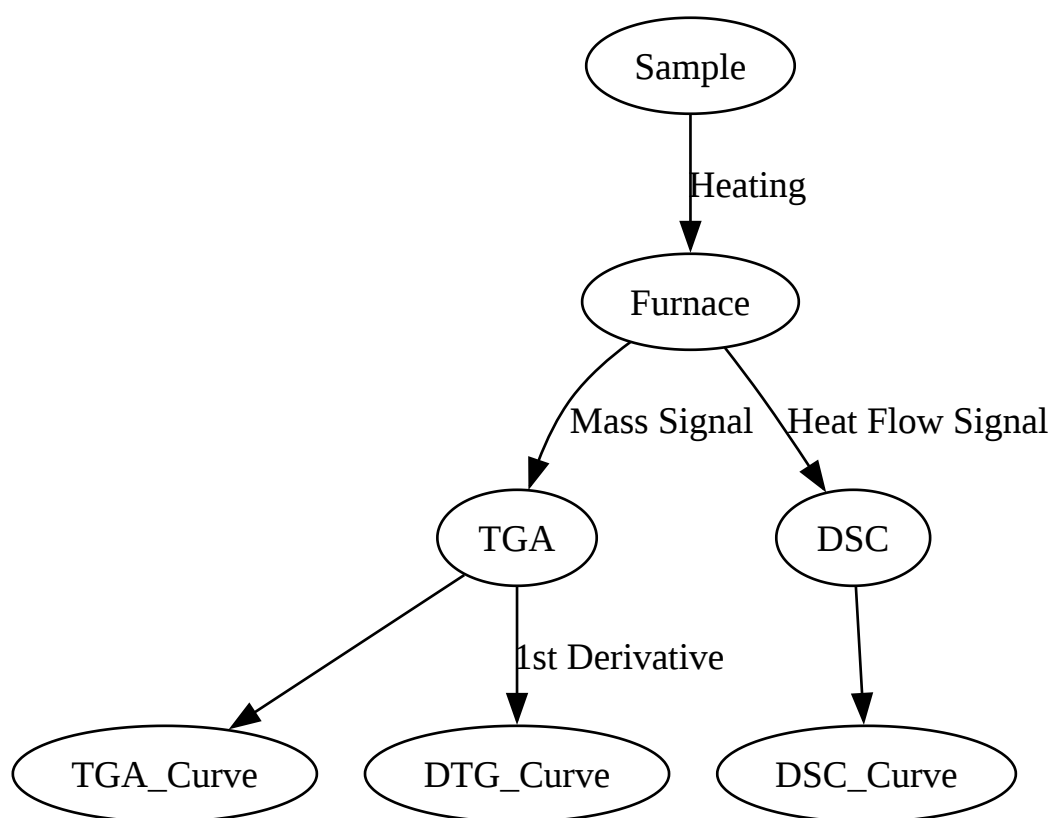 Sample
Heating
Furnace
Mass Signal
Heat Flow Signal
TGA
DSC
1st Derivative
TGA_Curve
DTG_Curve
DSC_Curve